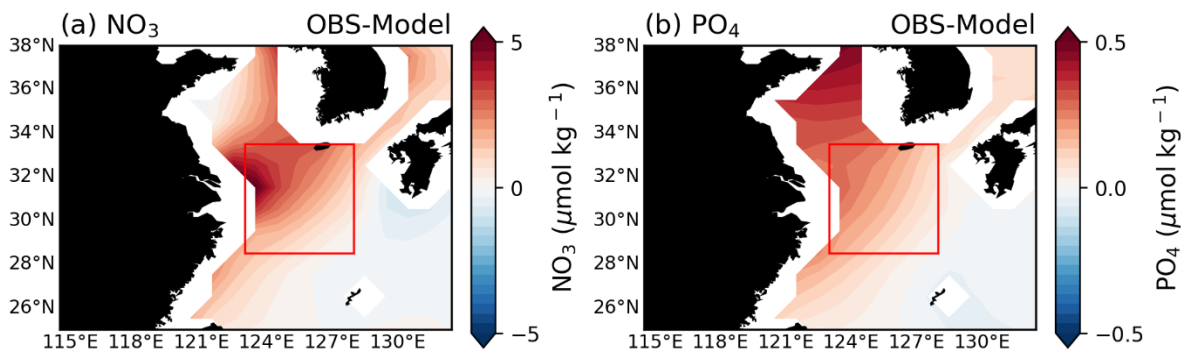 (a) NO₃ OBS-Model
38°N
36°N
34°N
32°N
30°N
28°N
26°N
115°E 118°E 121°E 124°E 127°E 130°E
5
0
−5
NO₃ (μmol kg⁻¹)
(b) PO₄ OBS-Model
38°N
36°N
34°N
32°N
30°N
28°N
26°N
115°E 118°E 121°E 124°E 127°E 130°E
0.5
0.0
−0.5
PO₄ (μmol kg⁻¹)